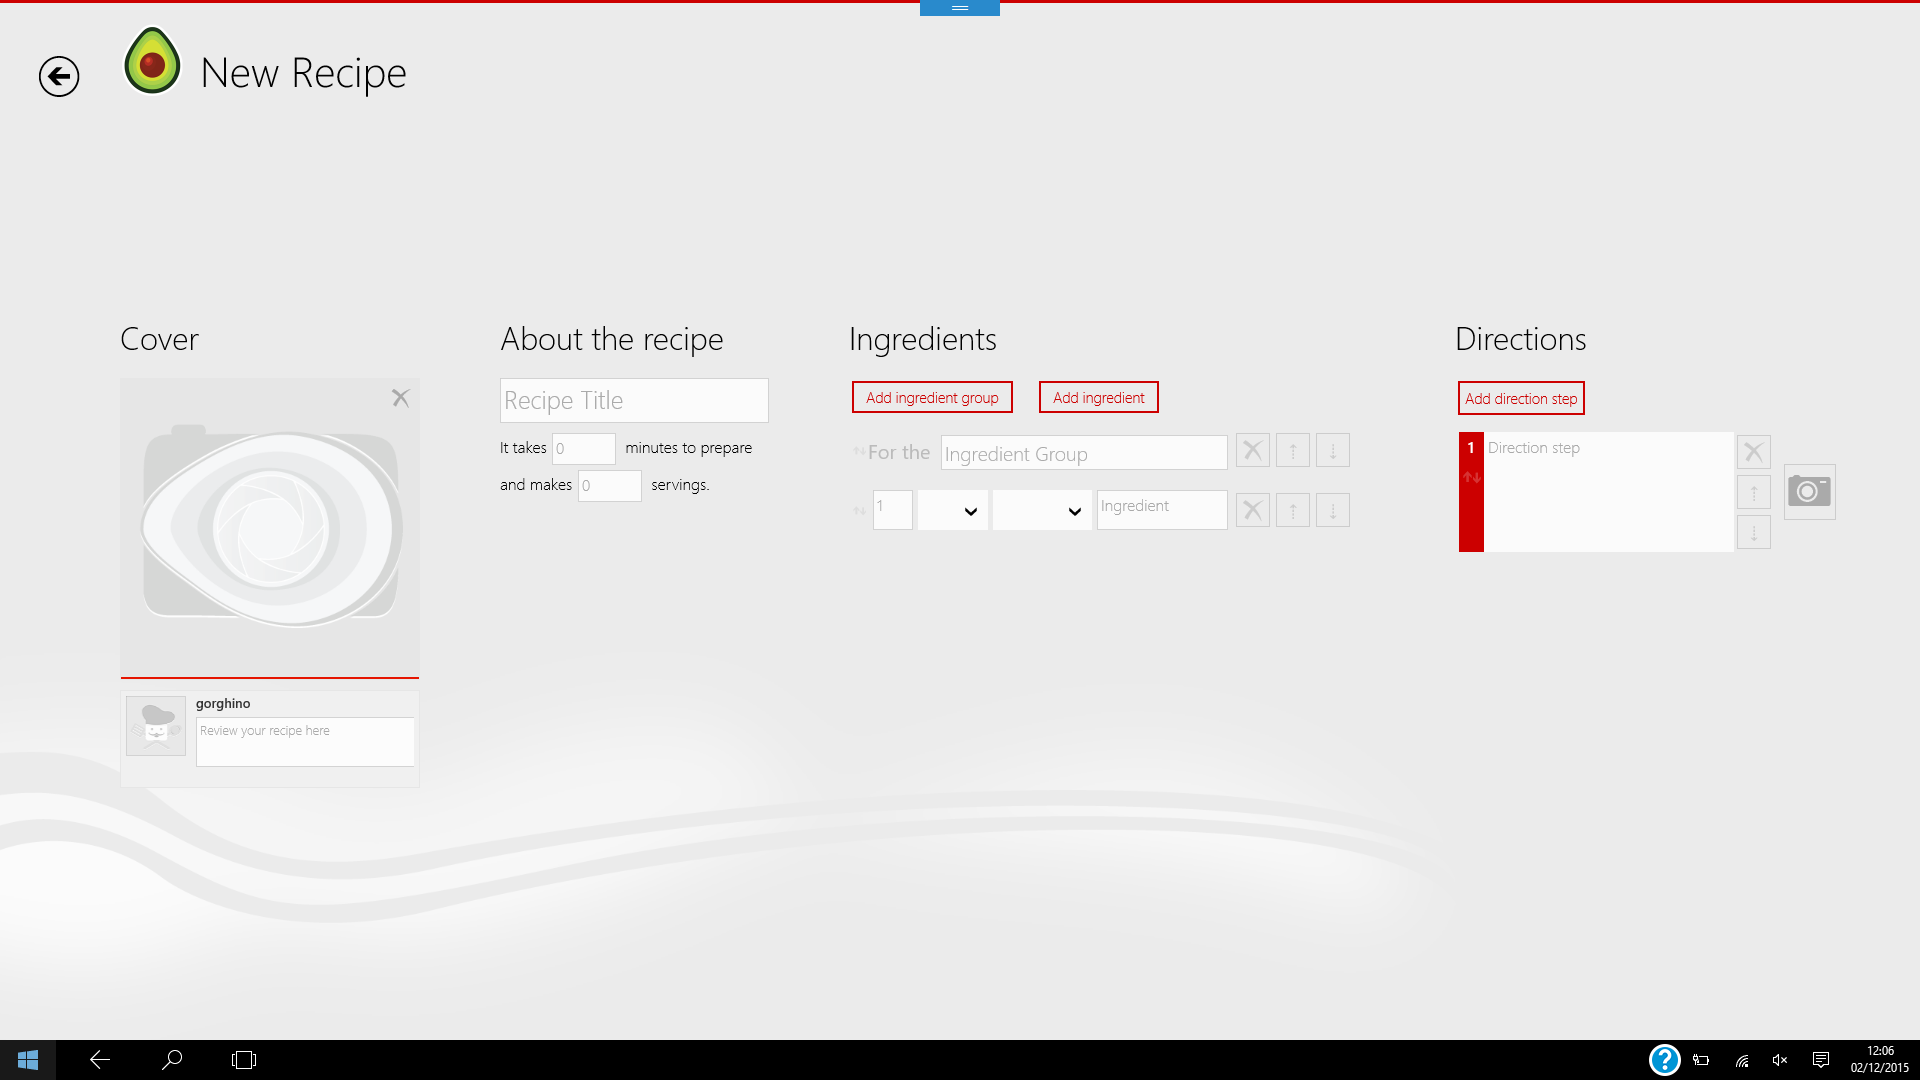 New Recipe
Cover
gorghino
Review your recipe here
About the recipe
Recipe Title
It takes 0 minutes to prepare
and makes 0 servings.
Ingredients
Add ingredient group Add ingredient
For the Ingredient Group
1 Ingredient
Directions
Add direction step
1 Direction step
12:06
02/12/2015